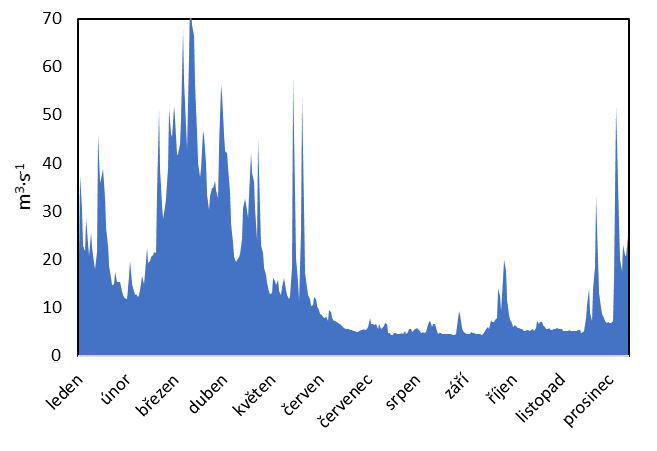 70
60
50
40
30
20
10
0
m³·s⁻¹
leden
únor
březen
duben
květen
červen
červenec
srpen
září
říjen
listopad
prosinec